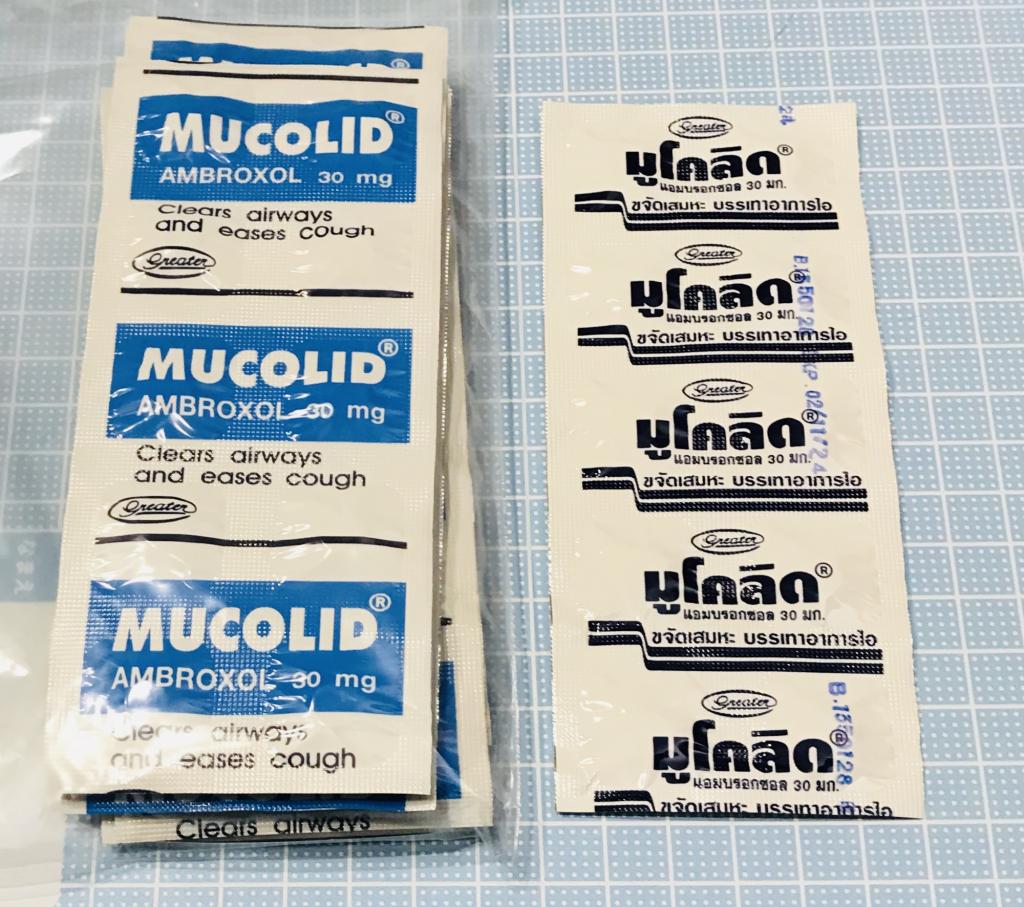 MUCOLID®
AMBROXOL 30 mg
Clears airways
and eases cough
Greater
MUCOLID®
AMBROXOL 30 mg
Clears airways
and eases cough
Greater
MUCOLID®
AMBROXOL 30 mg
Clears airways
and eases cough
Clears airways
Greater
มูโคลิด®
แอมบรอกซอล 30 มก.
ขจัดเสมหะ บรรเทาอาการไอ
Greater
มูโคลิด®
แอมบรอกซอล 30 มก.
ขจัดเสมหะ บรรเทาอาการไอ
Greater
มูโคลิด®
แอมบรอกซอล 30 มก.
ขจัดเสมหะ บรรเทาอาการไอ
Greater
มูโคลิด®
แอมบรอกซอล 30 มก.
ขจัดเสมหะ บรรเทาอาการไอ
Greater
มูโคลิด®
แอมบรอกซอล 30 มก.
ขจัดเสมหะ บรรเทาอาการไอ